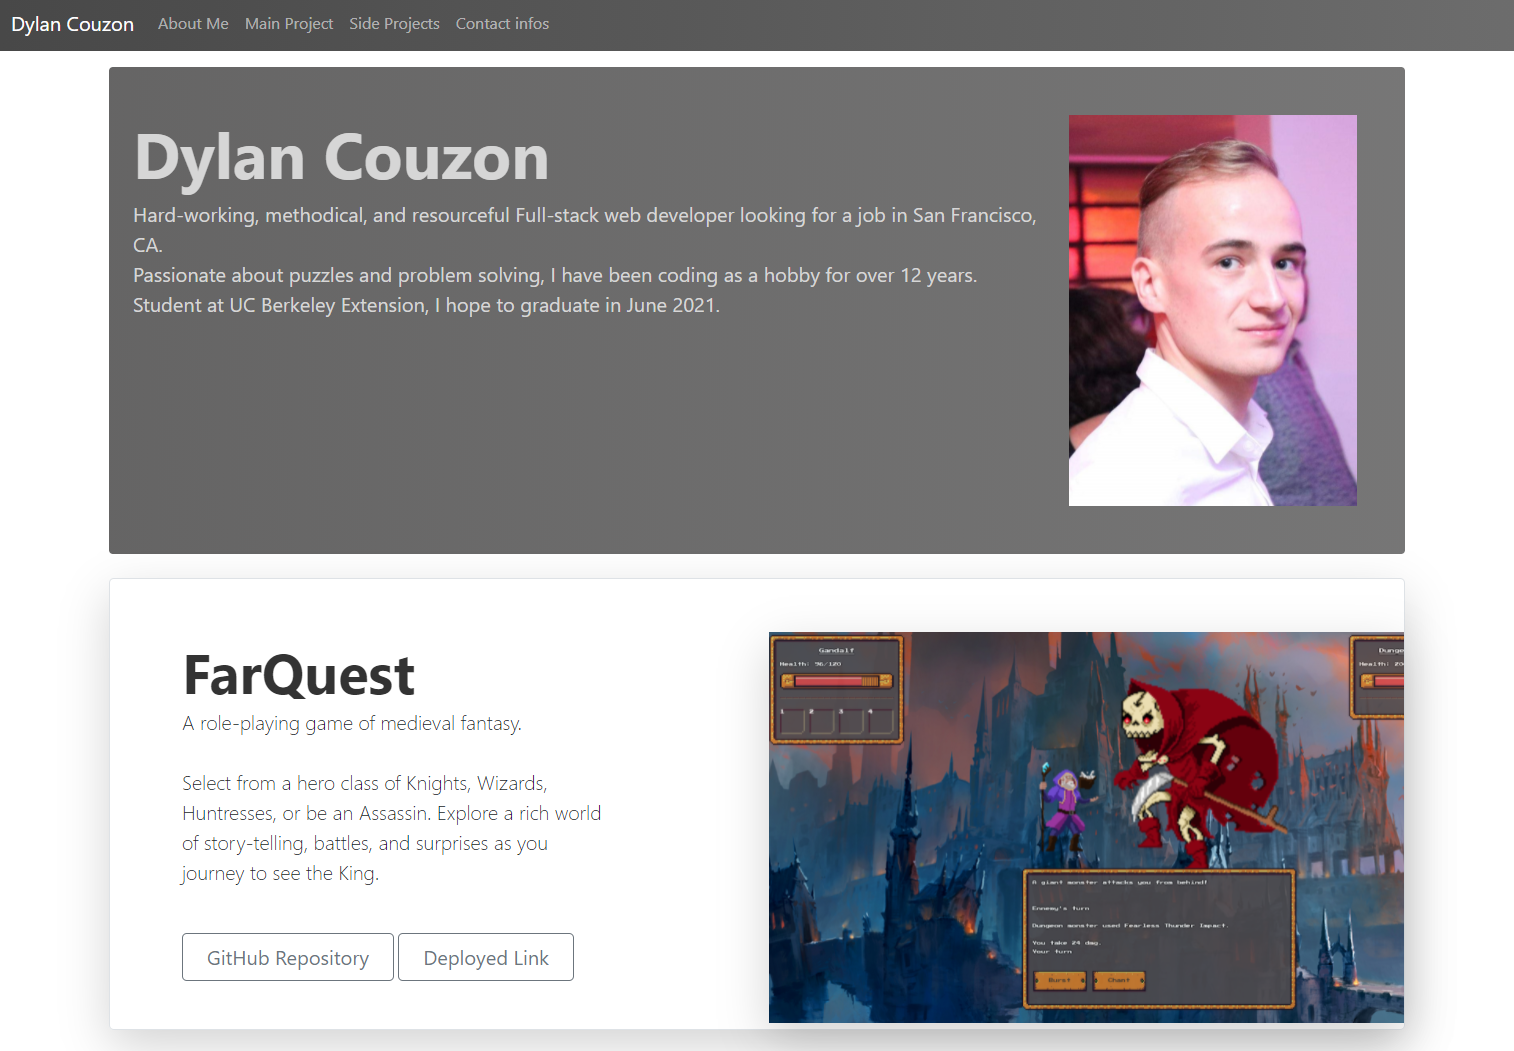 Dylan Couzon About Me Main Project Side Projects Contact infos
Dylan Couzon
Hard-working, methodical, and resourceful Full-stack web developer looking for a job in San Francisco,
CA.
Passionate about puzzles and problem solving, I have been coding as a hobby for over 12 years.
Student at UC Berkeley Extension, I hope to graduate in June 2021.
FarQuest
A role-playing game of medieval fantasy.
Select from a hero class of Knights, Wizards,
Huntresses, or be an Assassin. Explore a rich world
of story-telling, battles, and surprises as you
journey to see the King.
GitHub Repository Deployed Link
Gandalf
Health: 96/120
1 2 3 4
Dunge
Health: 20
A giant monster attacks you from behind!
Ennemy's turn
Dungeon monster used Fearless Thunder Impact.
You take 24 dmg.
Your turn
Burst Chant